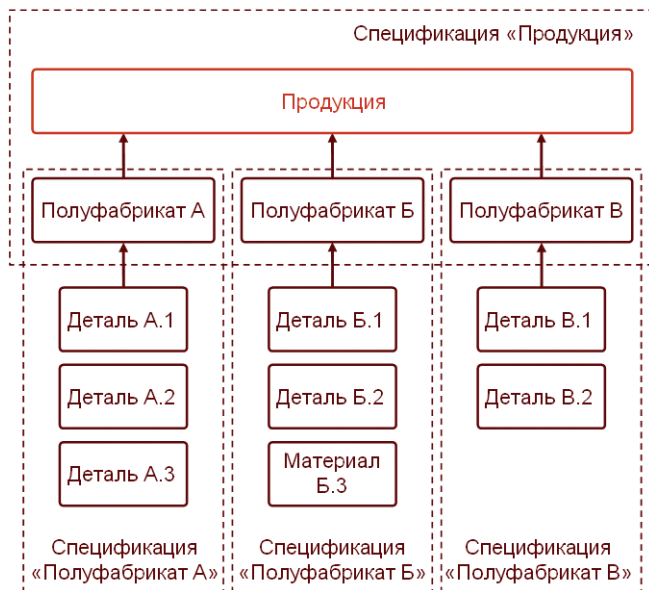 Спецификация «Продукция»
Продукция
Полуфабрикат А
Полуфабрикат Б
Полуфабрикат В
Деталь А.1
Деталь Б.1
Деталь В.1
Деталь А.2
Деталь Б.2
Деталь В.2
Деталь А.3
Материал
Б.3
Спецификация
«Полуфабрикат А»
Спецификация
«Полуфабрикат Б»
Спецификация
«Полуфабрикат В»